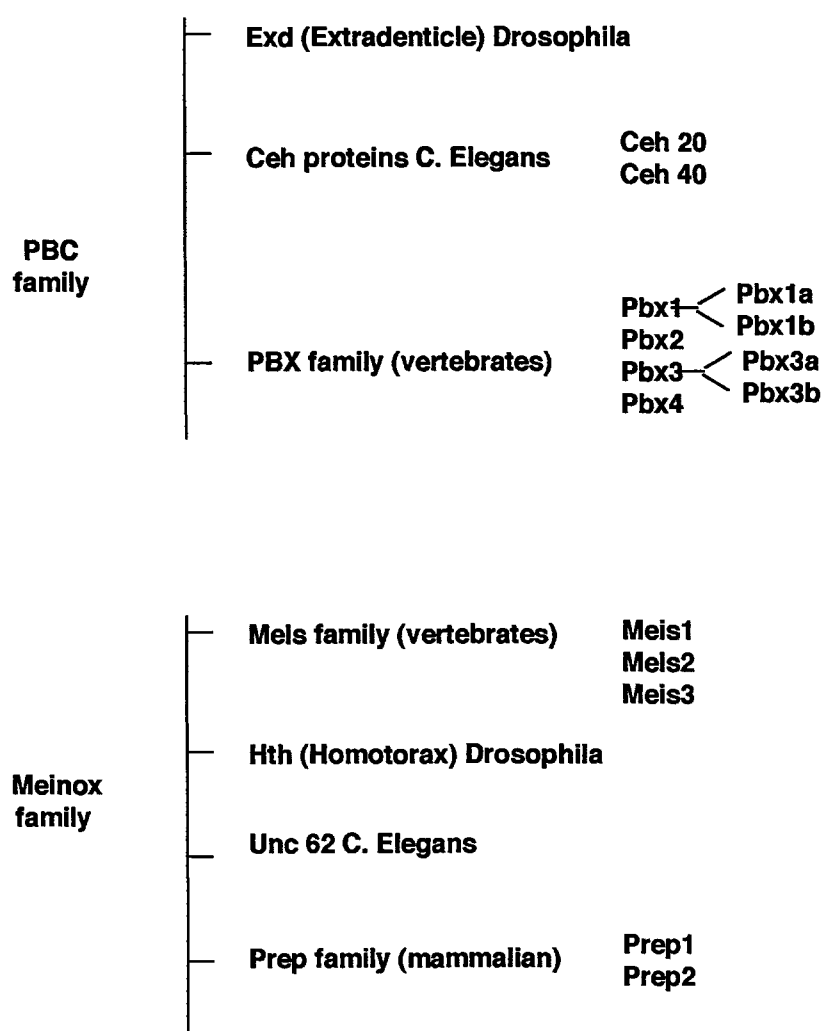 Exd (Extradenticle) Drosophila
Ceh proteins C. Elegans
Ceh 20
Ceh 40
PBC
family
PBX family (vertebrates)
Pbx1
Pbx1a
Pbx1b
Pbx2
Pbx3
Pbx3a
Pbx3b
Pbx4
Meinox
family
Meis family (vertebrates)
Meis1
Meis2
Meis3
Hth (Homotorax) Drosophila
Unc 62 C. Elegans
Prep family (mammalian)
Prep1
Prep2